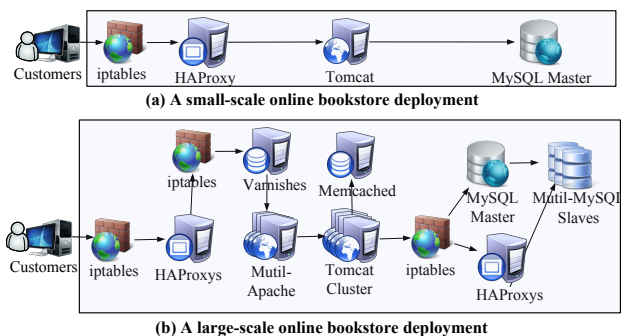 Customers
iptables
HAProxy
Tomcat
MySQL Master
(a) A small-scale online bookstore deployment
iptables
Varnishes
Memcached
MySQL
Master
Mutil-MySQL
Slaves
Customers
iptables
HAProxys
Mutil-
Apache
Tomcat
Cluster
iptables
HAProxys
(b) A large-scale online bookstore deployment